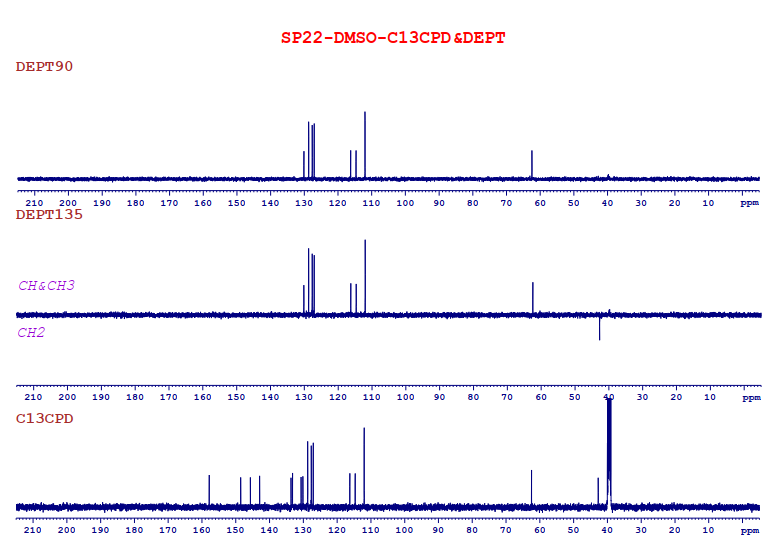 SP22-DMSO-C13CPD&DEPT
DEPT90
210 200 190 180 170 160 150 140 130 120 110 100 90 80 70 60 50 40 30 20 10 ppm
DEPT135
CH&CH3
CH2
210 200 190 180 170 160 150 140 130 120 110 100 90 80 70 60 50 40 30 20 10 ppm
C13CPD
210 200 190 180 170 160 150 140 130 120 110 100 90 80 70 60 50 40 30 20 10 ppm